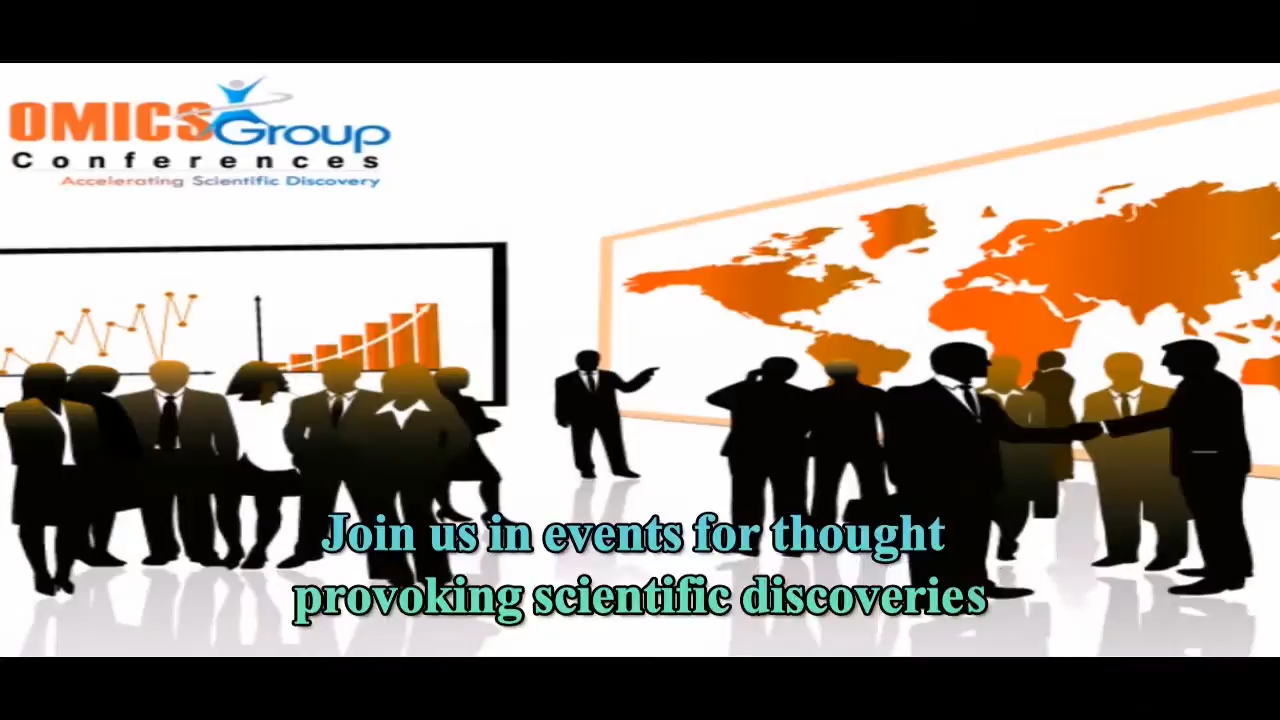 OMICS Group
Conferences
Accelerating Scientific Discovery
Join us in events for thought
provoking scientific discoveries